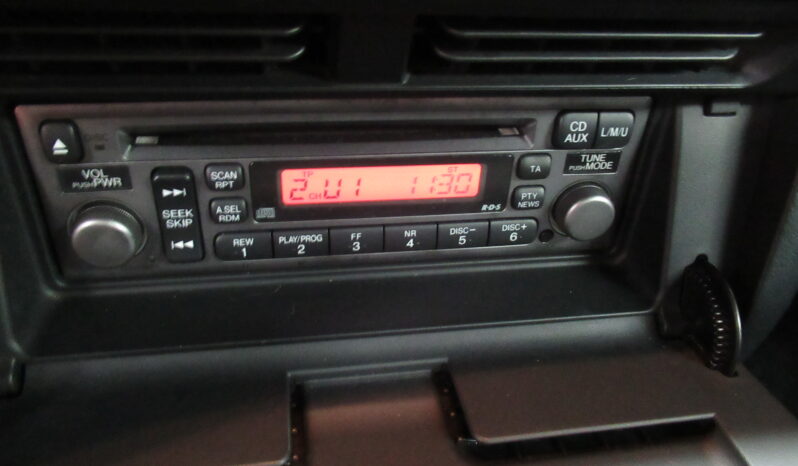 CD AUX
L/M/U
VOL
PUSH PWR
SCAN RPT
TP
ST
2 CH U1 11:30
TA
TUNE
PUSH MODE
SEEK SKIP
A.SEL RDM
R·D·S
PTY NEWS
REW 1
PLAY/PROG 2
FF 3
NR 4
DISC- 5
DISC+ 6